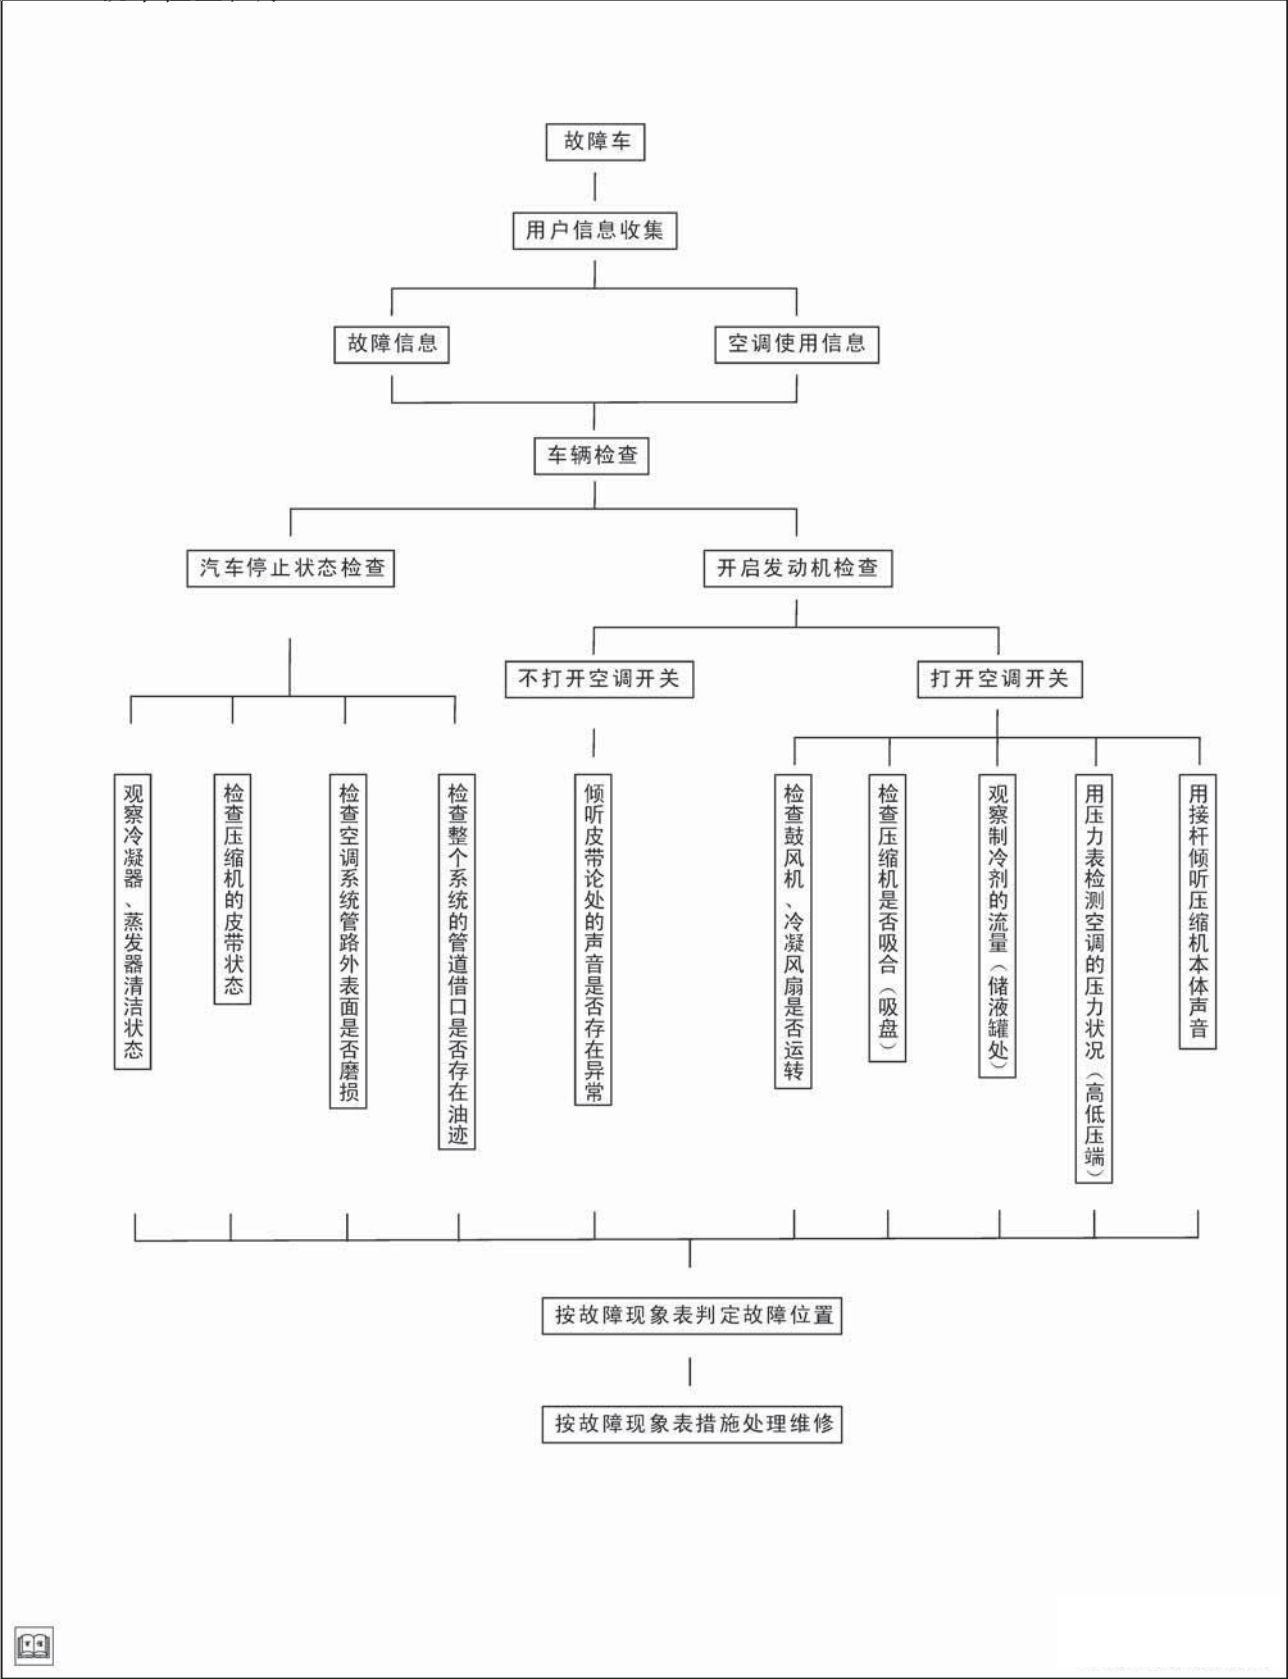 故障车
用户信息收集
故障信息
空调使用信息
车辆检查
汽车停止状态检查
开启发动机检查
不打开空调开关
打开空调开关
观察冷凝器、蒸发器清洁状态
检查压缩机的皮带状态
检查空调系统管路外表面是否磨损
检查整个系统的管道借口是否存在油迹
倾听皮带论处的声音是否存在异常
检查鼓风机、冷凝风扇是否运转
检查压缩机是否吸合（吸盘）
观察制冷剂的流量（储液罐处）
用压力表检测空调的压力状况（高低压端）
用接杆倾听压缩机本体声音
按故障现象表判定故障位置
按故障现象表措施处理维修